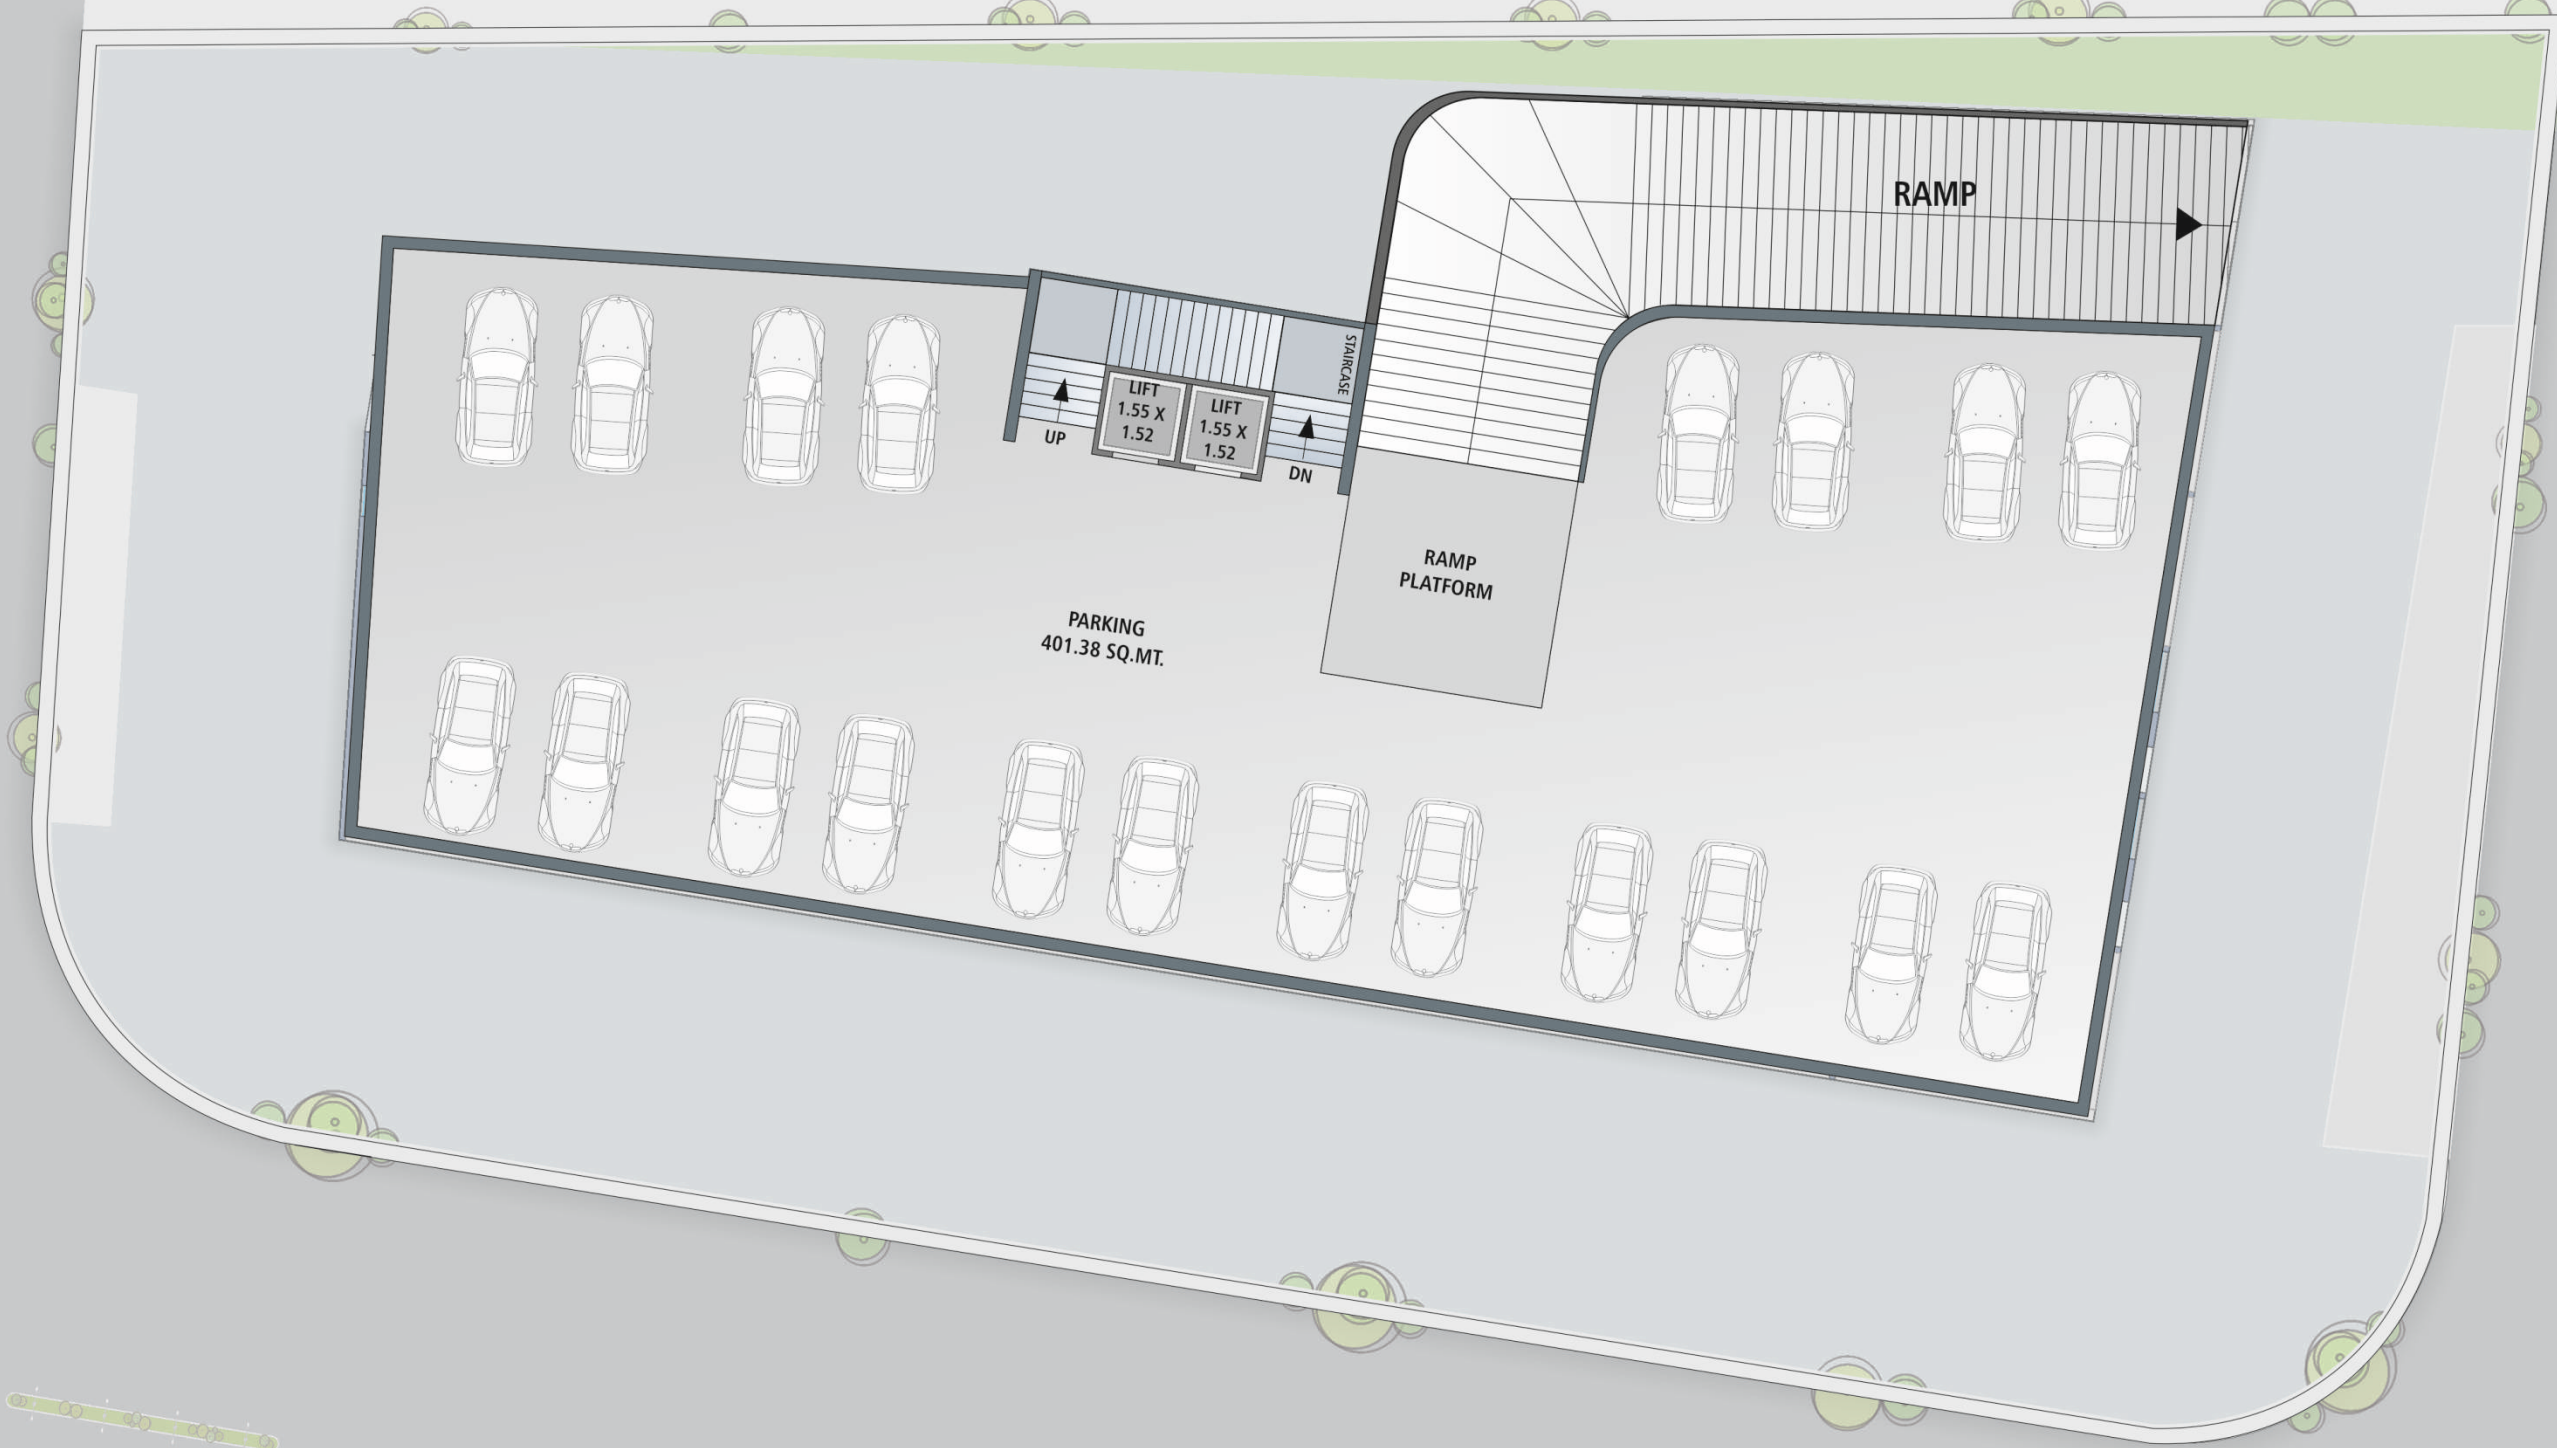 RAMP
STAIRCASE
LIFT
1.55 X
1.52
LIFT
1.55 X
1.52
UP
DN
RAMP
PLATFORM
PARKING
401.38 SQ.MT.